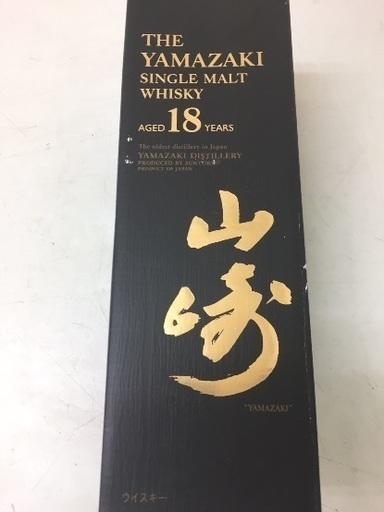 THE
YAMAZAKI
SINGLE MALT
WHISKY
AGED 18 YEARS
The oldest distillery in Japan
YAMAZAKI DISTILLERY
PRODUCED BY SUNTORY
PRODUCT OF JAPAN
山崎
"YAMAZAKI"
ウイスキー